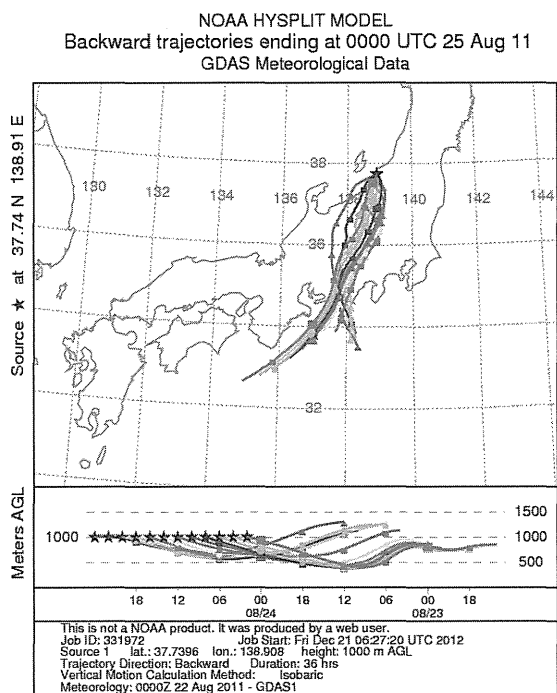 NOAA HYSPLIT MODEL
Backward trajectories ending at 0000 UTC 25 Aug 11
GDAS Meteorological Data
Source ★ at 37.74 N 138.91 E
130 132 134 136 138 140 142 144
38
36
32
Meters AGL
1500
1000 1000
500
18 12 06 00 18 12 06 00 18
08/24 08/23
This is not a NOAA product. It was produced by a web user.
Job ID: 331972 Job Start: Fri Dec 21 06:27:20 UTC 2012
Source 1 lat.: 37.7396 lon.: 138.908 height: 1000 m AGL
Trajectory Direction: Backward Duration: 36 hrs
Vertical Motion Calculation Method: Isobaric
Meteorology: 0000Z 22 Aug 2011 - GDAS1